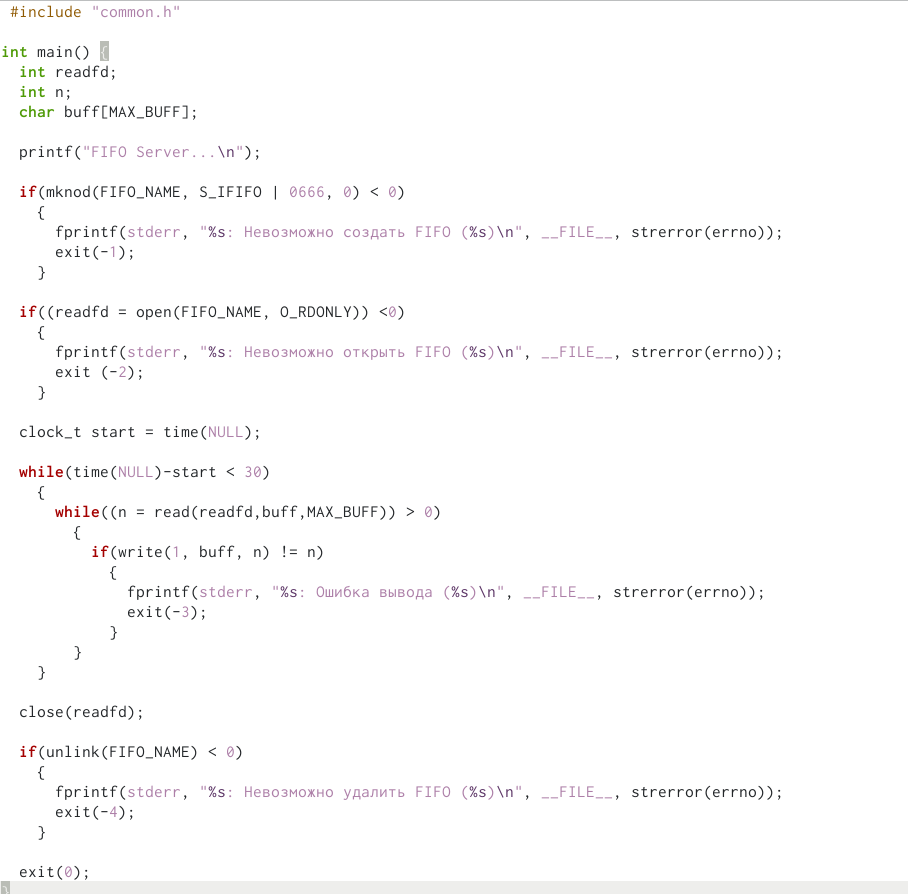 #include "common.h"
int main() {
int readfd;
int n;
char buff[MAX_BUFF];
printf("FIFO Server...\n");
if(mknod(FIFO_NAME, S_IFIFO | 0666, 0) < 0)
{
fprintf(stderr, "%s: Невозможно создать FIFO (%s)\n", __FILE__, strerror(errno));
exit(-1);
}
if((readfd = open(FIFO_NAME, O_RDONLY)) <0)
{
fprintf(stderr, "%s: Невозможно открыть FIFO (%s)\n", __FILE__, strerror(errno));
exit (-2);
}
clock_t start = time(NULL);
while(time(NULL)-start < 30)
{
while((n = read(readfd,buff,MAX_BUFF)) > 0)
{
if(write(1, buff, n) != n)
{
fprintf(stderr, "%s: Ошибка вывода (%s)\n", __FILE__, strerror(errno));
exit(-3);
}
}
}
close(readfd);
if(unlink(FIFO_NAME) < 0)
{
fprintf(stderr, "%s: Невозможно удалить FIFO (%s)\n", __FILE__, strerror(errno));
exit(-4);
}
exit(0);
}